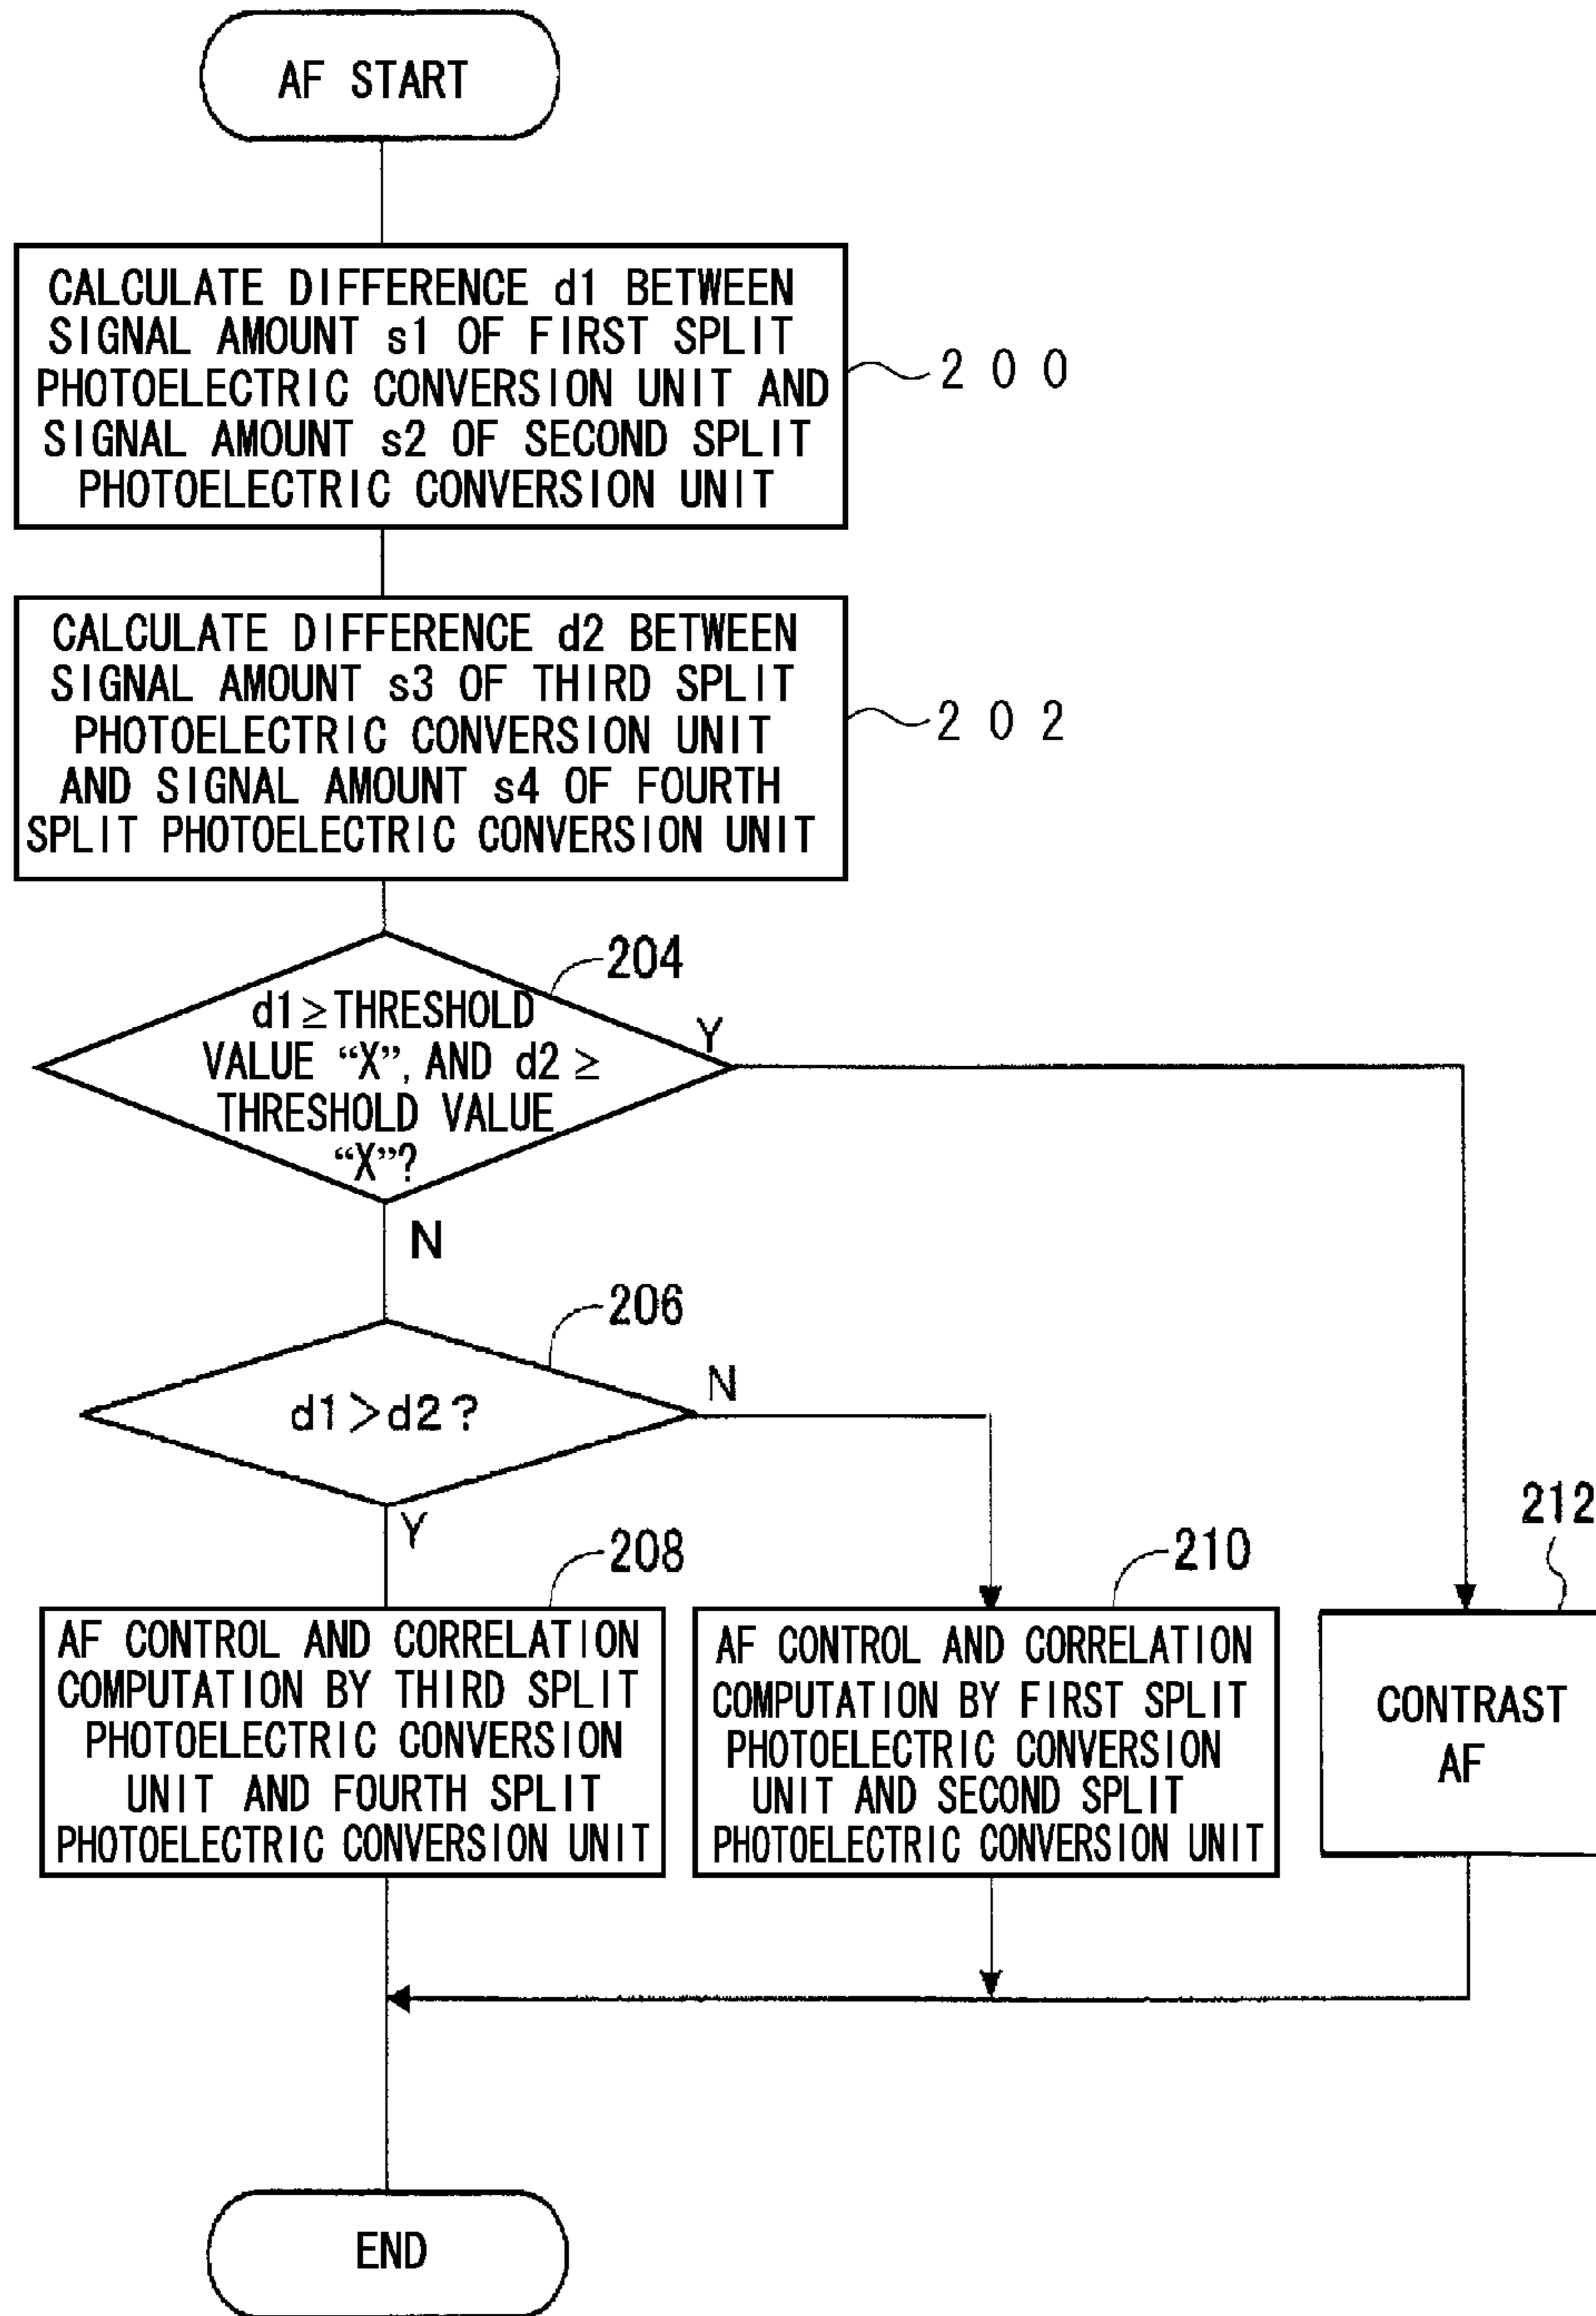 AF START
CALCULATE DIFFERENCE d1 BETWEEN
SIGNAL AMOUNT s1 OF FIRST SPLIT
PHOTOELECTRIC CONVERSION UNIT AND
SIGNAL AMOUNT s2 OF SECOND SPLIT
PHOTOELECTRIC CONVERSION UNIT
200
CALCULATE DIFFERENCE d2 BETWEEN
SIGNAL AMOUNT s3 OF THIRD SPLIT
PHOTOELECTRIC CONVERSION UNIT
AND SIGNAL AMOUNT s4 OF FOURTH
SPLIT PHOTOELECTRIC CONVERSION UNIT
202
204
d1≥THRESHOLD
VALUE “X”, AND d2 ≥
THRESHOLD VALUE
“X”?
Y
N
206
d1>d2?
N
Y
208
AF CONTROL AND CORRELATION
COMPUTATION BY THIRD SPLIT
PHOTOELECTRIC CONVERSION
UNIT AND FOURTH SPLIT
PHOTOELECTRIC CONVERSION UNIT
210
AF CONTROL AND CORRELATION
COMPUTATION BY FIRST SPLIT
PHOTOELECTRIC CONVERSION
UNIT AND SECOND SPLIT
PHOTOELECTRIC CONVERSION UNIT
212
CONTRAST
AF
END